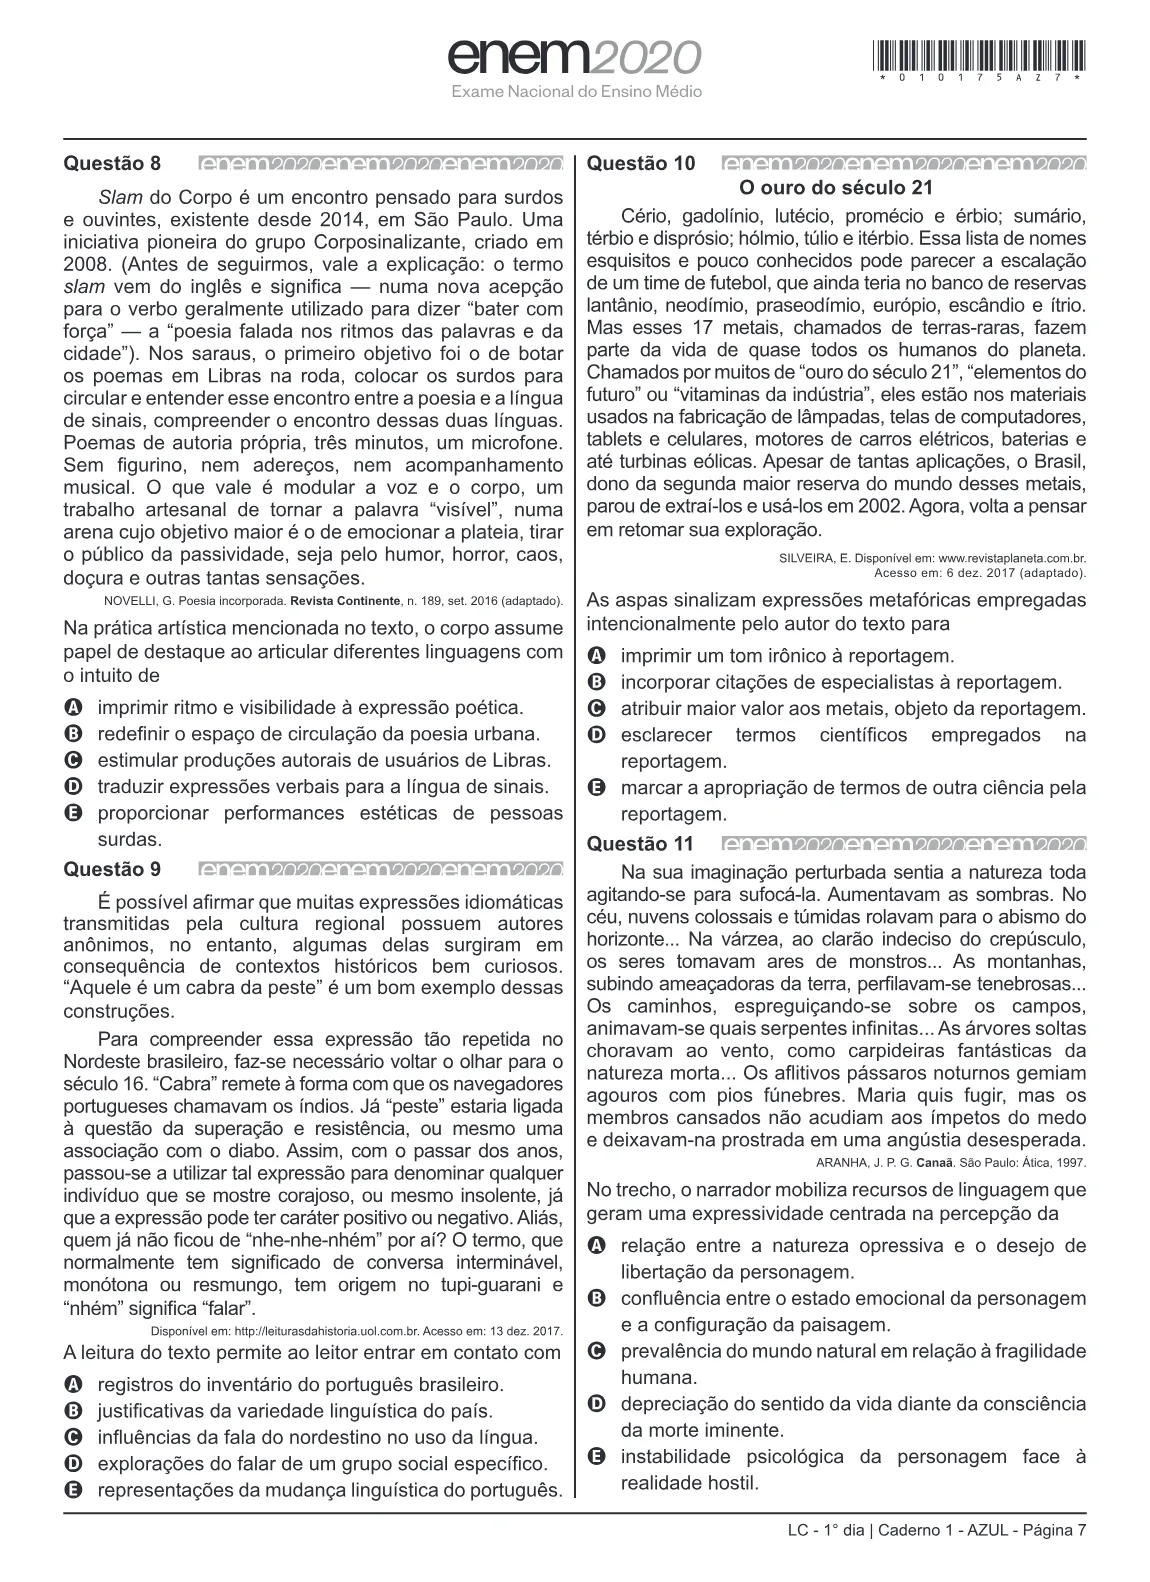 enem2020
Exame Nacional do Ensino Médio
*010175AZ7*
Questão 8 enem2020enem2020enem2020
Slam do Corpo é um encontro pensado para surdos
e ouvintes, existente desde 2014, em São Paulo. Uma
iniciativa pioneira do grupo Corposinalizante, criado em
2008. (Antes de seguirmos, vale a explicação: o termo
slam vem do inglês e significa — numa nova acepção
para o verbo geralmente utilizado para dizer “bater com
força” — a “poesia falada nos ritmos das palavras e da
cidade”). Nos saraus, o primeiro objetivo foi o de botar
os poemas em Libras na roda, colocar os surdos para
circular e entender esse encontro entre a poesia e a língua
de sinais, compreender o encontro dessas duas línguas.
Poemas de autoria própria, três minutos, um microfone.
Sem figurino, nem adereços, nem acompanhamento
musical. O que vale é modular a voz e o corpo, um
trabalho artesanal de tornar a palavra “visível”, numa
arena cujo objetivo maior é o de emocionar a plateia, tirar
o público da passividade, seja pelo humor, horror, caos,
doçura e outras tantas sensações.
NOVELLI, G. Poesia incorporada. Revista Continente, n. 189, set. 2016 (adaptado).
Na prática artística mencionada no texto, o corpo assume
papel de destaque ao articular diferentes linguagens com
o intuito de
A imprimir ritmo e visibilidade à expressão poética.
B redefinir o espaço de circulação da poesia urbana.
C estimular produções autorais de usuários de Libras.
D traduzir expressões verbais para a língua de sinais.
E proporcionar performances estéticas de pessoas
surdas.
Questão 9 enem2020enem2020enem2020
É possível afirmar que muitas expressões idiomáticas
transmitidas pela cultura regional possuem autores
anônimos, no entanto, algumas delas surgiram em
consequência de contextos históricos bem curiosos.
“Aquele é um cabra da peste” é um bom exemplo dessas
construções.
Para compreender essa expressão tão repetida no
Nordeste brasileiro, faz-se necessário voltar o olhar para o
século 16. “Cabra” remete à forma com que os navegadores
portugueses chamavam os índios. Já “peste” estaria ligada
à questão da superação e resistência, ou mesmo uma
associação com o diabo. Assim, com o passar dos anos,
passou-se a utilizar tal expressão para denominar qualquer
indivíduo que se mostre corajoso, ou mesmo insolente, já
que a expressão pode ter caráter positivo ou negativo. Aliás,
quem já não ficou de “nhe-nhe-nhém” por aí? O termo, que
normalmente tem significado de conversa interminável,
monótona ou resmungo, tem origem no tupi-guarani e
“nhém” significa “falar”.
Disponível em: http://leiturasdahistoria.uol.com.br. Acesso em: 13 dez. 2017.
A leitura do texto permite ao leitor entrar em contato com
A registros do inventário do português brasileiro.
B justificativas da variedade linguística do país.
C influências da fala do nordestino no uso da língua.
D explorações do falar de um grupo social específico.
E representações da mudança linguística do português.
Questão 10 enem2020enem2020enem2020
O ouro do século 21
Cério, gadolínio, lutécio, promécio e érbio; sumário,
térbio e disprósio; hólmio, túlio e itérbio. Essa lista de nomes
esquisitos e pouco conhecidos pode parecer a escalação
de um time de futebol, que ainda teria no banco de reservas
lantânio, neodímio, praseodímio, európio, escândio e ítrio.
Mas esses 17 metais, chamados de terras-raras, fazem
parte da vida de quase todos os humanos do planeta.
Chamados por muitos de “ouro do século 21”, “elementos do
futuro” ou “vitaminas da indústria”, eles estão nos materiais
usados na fabricação de lâmpadas, telas de computadores,
tablets e celulares, motores de carros elétricos, baterias e
até turbinas eólicas. Apesar de tantas aplicações, o Brasil,
dono da segunda maior reserva do mundo desses metais,
parou de extraí-los e usá-los em 2002. Agora, volta a pensar
em retomar sua exploração.
SILVEIRA, E. Disponível em: www.revistaplaneta.com.br.
Acesso em: 6 dez. 2017 (adaptado).
As aspas sinalizam expressões metafóricas empregadas
intencionalmente pelo autor do texto para
A imprimir um tom irônico à reportagem.
B incorporar citações de especialistas à reportagem.
C atribuir maior valor aos metais, objeto da reportagem.
D esclarecer termos científicos empregados na
reportagem.
E marcar a apropriação de termos de outra ciência pela
reportagem.
Questão 11 enem2020enem2020enem2020
Na sua imaginação perturbada sentia a natureza toda
agitando-se para sufocá-la. Aumentavam as sombras. No
céu, nuvens colossais e túmidas rolavam para o abismo do
horizonte... Na várzea, ao clarão indeciso do crepúsculo,
os seres tomavam ares de monstros... As montanhas,
subindo ameaçadoras da terra, perfilavam-se tenebrosas...
Os caminhos, espreguiçando-se sobre os campos,
animavam-se quais serpentes infinitas... As árvores soltas
choravam ao vento, como carpideiras fantásticas da
natureza morta... Os aflitivos pássaros noturnos gemiam
agouros com pios fúnebres. Maria quis fugir, mas os
membros cansados não acudiam aos ímpetos do medo
e deixavam-na prostrada em uma angústia desesperada.
ARANHA, J. P. G. Canaã. São Paulo: Ática, 1997.
No trecho, o narrador mobiliza recursos de linguagem que
geram uma expressividade centrada na percepção da
A relação entre a natureza opressiva e o desejo de
libertação da personagem.
B confluência entre o estado emocional da personagem
e a configuração da paisagem.
C prevalência do mundo natural em relação à fragilidade
humana.
D depreciação do sentido da vida diante da consciência
da morte iminente.
E instabilidade psicológica da personagem face à
realidade hostil.
LC - 1° dia | Caderno 1 - AZUL - Página 7